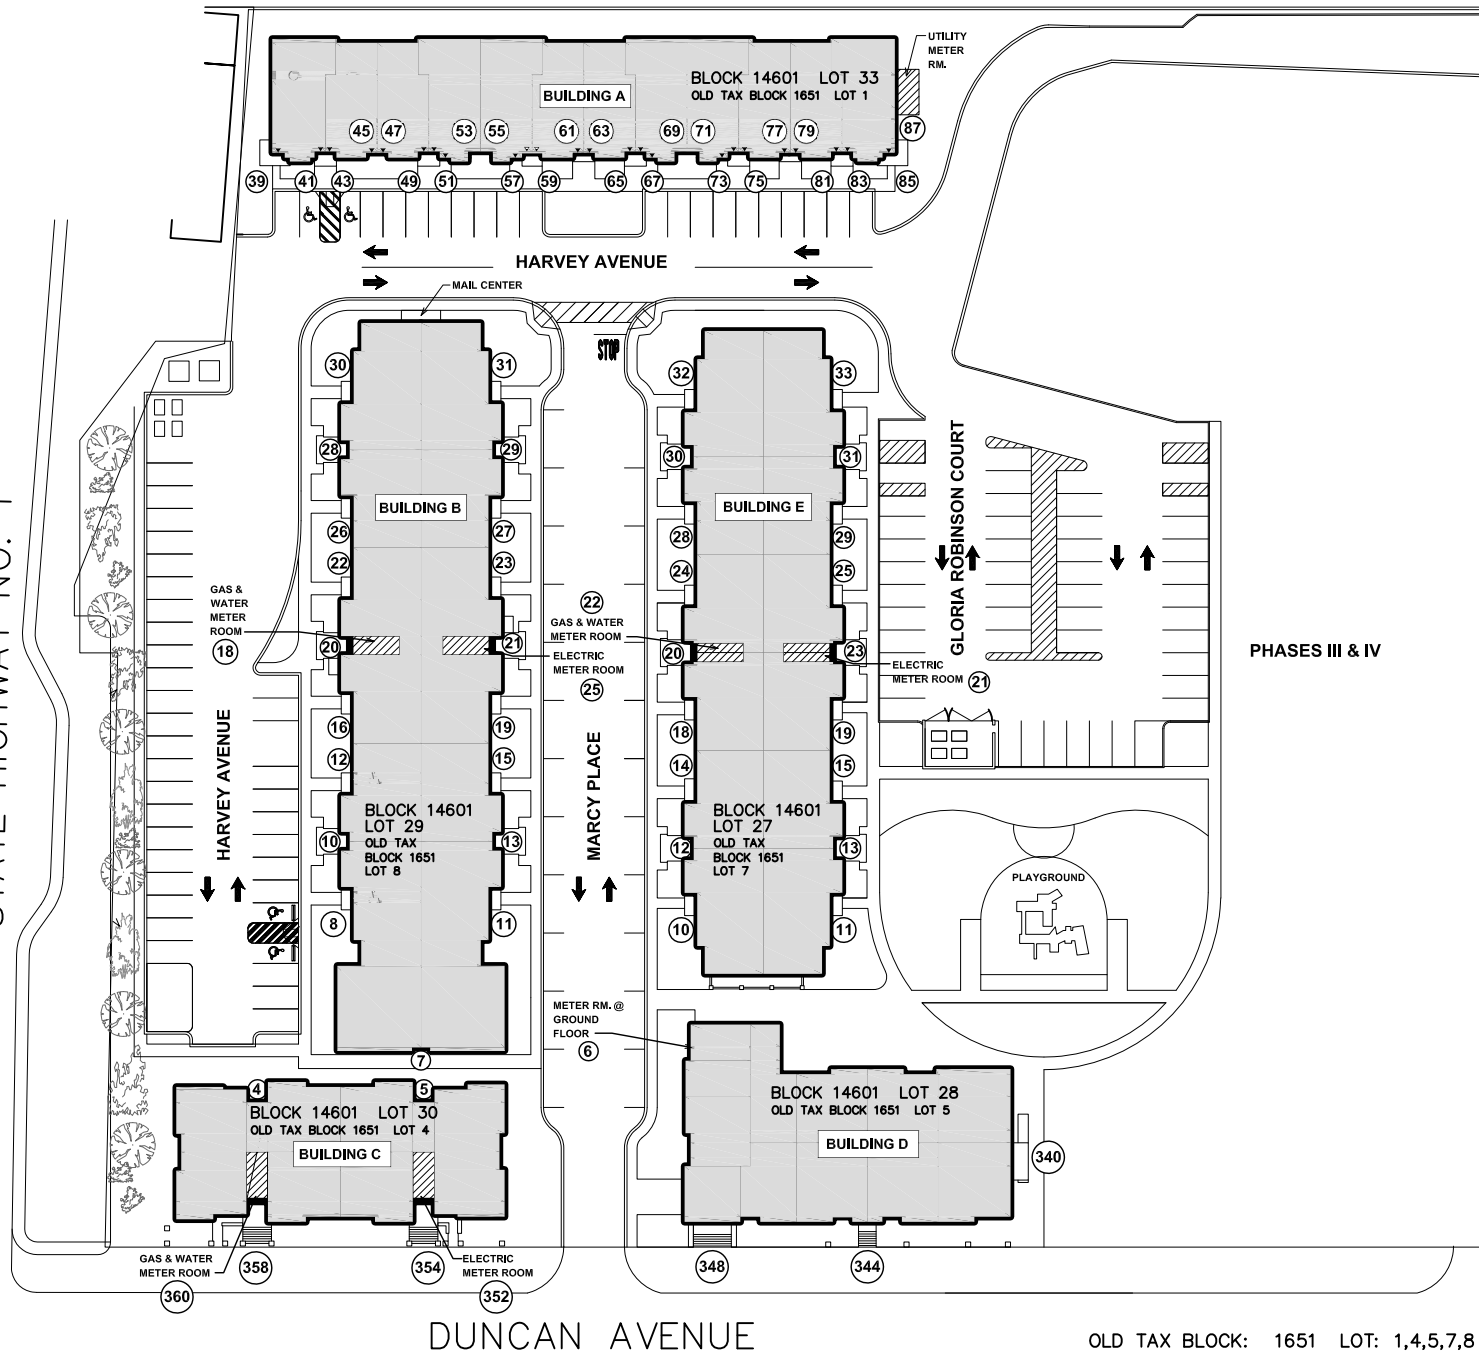 UTILITY
METER
RM.
BLOCK 14601 LOT 33
OLD TAX BLOCK 1651 LOT 1
BUILDING A
45 47 53 55 61 63 69 71 77 79 87
39 41 43 49 51 57 59 65 67 73 75 81 83 85
HARVEY AVENUE
MAIL CENTER
STOP
30 31 32 33
28 29 30 31
BUILDING B
BUILDING E
26 27 28 29
22 23 24 25
GLORIA ROBINSON COURT
GAS &
WATER
METER
ROOM
18
22
GAS & WATER
METER ROOM
20 21 20 23
ELECTRIC
METER ROOM
25
ELECTRIC
METER ROOM 21
PHASES III & IV
STATE HIGHWAY NO. 1
HARVEY AVENUE
MARCY PLACE
16 19 18 19
12 15 14 15
BLOCK 14601
LOT 29
OLD TAX
BLOCK 1651
LOT 8
BLOCK 14601
LOT 27
OLD TAX
BLOCK 1651
LOT 7
10 13 12 13
PLAYGROUND
8 11 10 11
METER RM. @
GROUND
FLOOR
6
7
4 5
BLOCK 14601 LOT 30
OLD TAX BLOCK 1651 LOT 4
BUILDING C
BLOCK 14601 LOT 28
OLD TAX BLOCK 1651 LOT 5
BUILDING D
340
GAS & WATER
METER ROOM
360
358
354
ELECTRIC
METER ROOM
352
348
344
DUNCAN AVENUE
OLD TAX BLOCK: 1651 LOT: 1,4,5,7,8